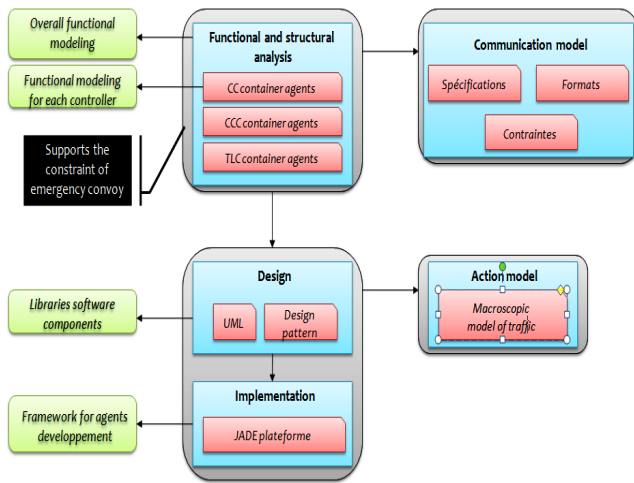 Overall functional
modeling
Functional modeling
for each controller
Supports the
constraint of
emergency convoy
Functional and structural
analysis
CC container agents
CCC container agents
TLC container agents
Communication model
Spécifications
Formats
Contraintes
Libraries software
components
Framework for agents
developpement
Design
UML
Design
pattern
Implementation
JADE plateforme
Action model
Macroscopic
model of traffic